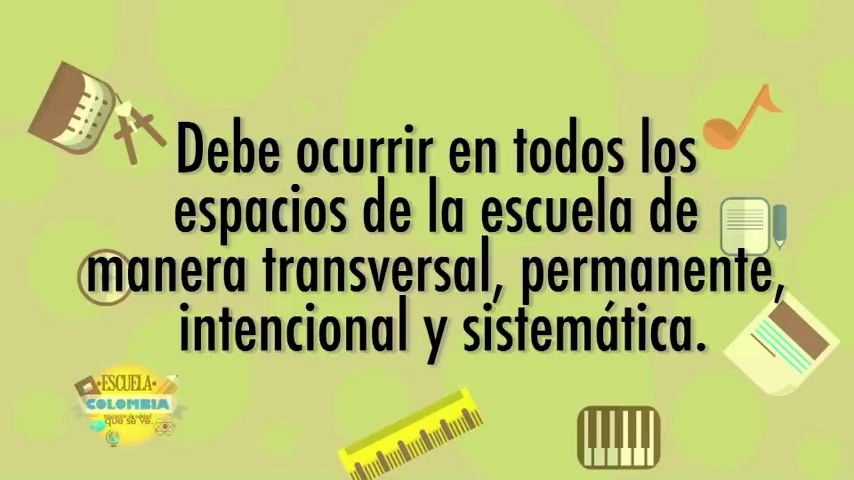 Debe ocurrir en todos los
espacios de la escuela de
manera transversal, permanente,
intencional y sistemática.
ESCUELA
COLOMBIA
que se ve.